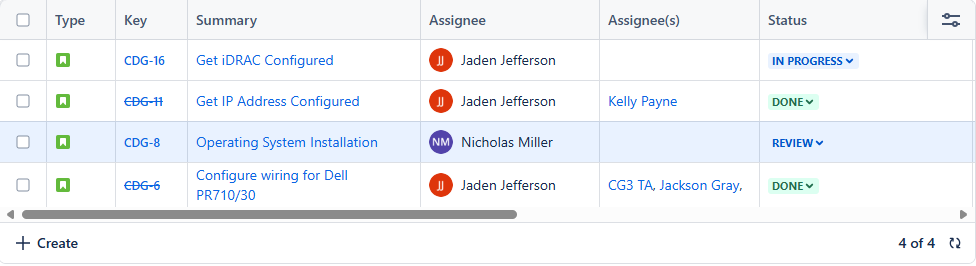 Type Key Summary Assignee Assignee(s) Status
CDG-16 Get iDRAC Configured JJ Jaden Jefferson IN PROGRESS
CDG-11 Get IP Address Configured JJ Jaden Jefferson Kelly Payne DONE
CDG-8 Operating System Installation NM Nicholas Miller REVIEW
CDG-6 Configure wiring for Dell PR710/30 JJ Jaden Jefferson CG3 TA, Jackson Gray, DONE
+ Create 4 of 4